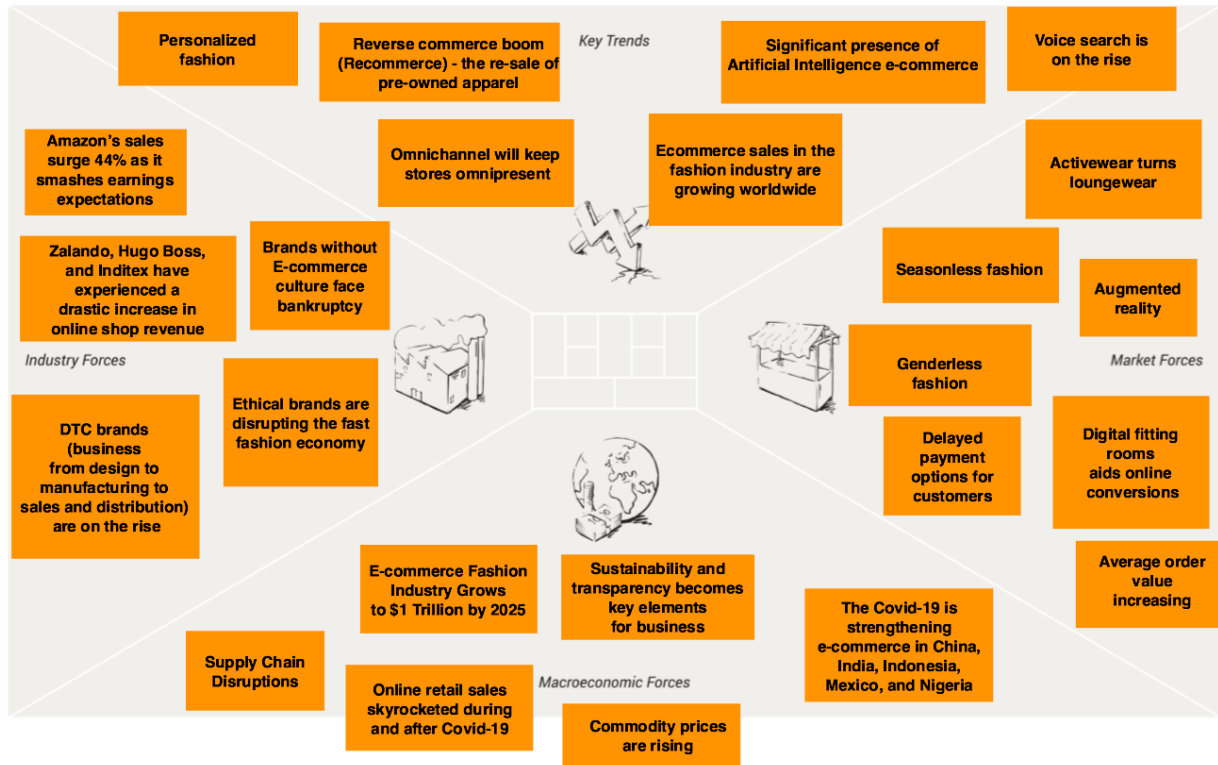 Personalized
fashion
Reverse commerce boom
(Recommerce) - the re-sale of
pre-owned apparel
Key Trends
Significant presence of
Artificial Intelligence e-commerce
Voice search is
on the rise
Amazon's sales
surge 44% as it
smashes earnings
expectations
Omnichannel will keep
stores omnipresent
Ecommerce sales in the
fashion industry are
growing worldwide
Activewear turns
loungewear
Zalando, Hugo Boss,
and Inditex have
experienced a
drastic increase in
online shop revenue
Brands without
E-commerce
culture face
bankruptcy
Seasonless fashion
Augmented
reality
Industry Forces
Market Forces
Genderless
fashion
Ethical brands are
disrupting the fast
fashion economy
DTC brands
(business
from design to
manufacturing to
sales and distribution)
are on the rise
Delayed
payment
options for
customers
Digital fitting
rooms
aids online
conversions
E-commerce Fashion
Industry Grows
to $1 Trillion by 2025
Sustainability and
transparency becomes
key elements
for business
Average order
value
increasing
The Covid-19 is
strengthening
e-commerce in China,
India, Indonesia,
Mexico, and Nigeria
Supply Chain
Disruptions
Online retail sales
skyrocketed during
and after Covid-19
Macroeconomic Forces
Commodity prices
are rising